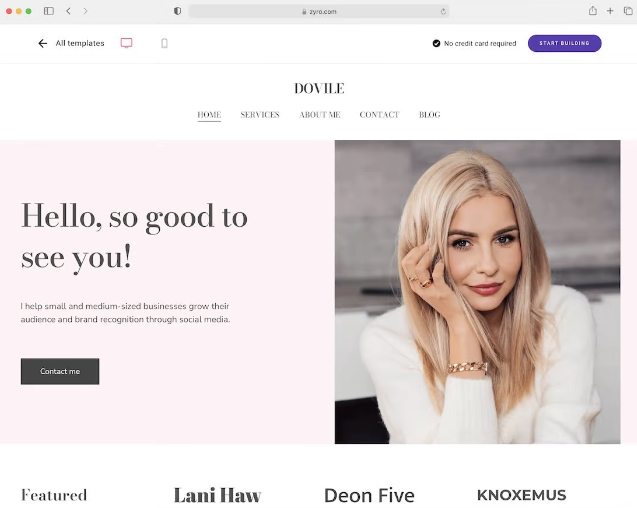 zyro.com
All templates
No credit card required
START BUILDING
DOVILE
HOME SERVICES ABOUT ME CONTACT BLOG
Hello, so good to
see you!
I help small and medium-sized businesses grow their
audience and brand recognition through social media.
Contact me
Featured Lani Haw Deon Five KNOXEMUS